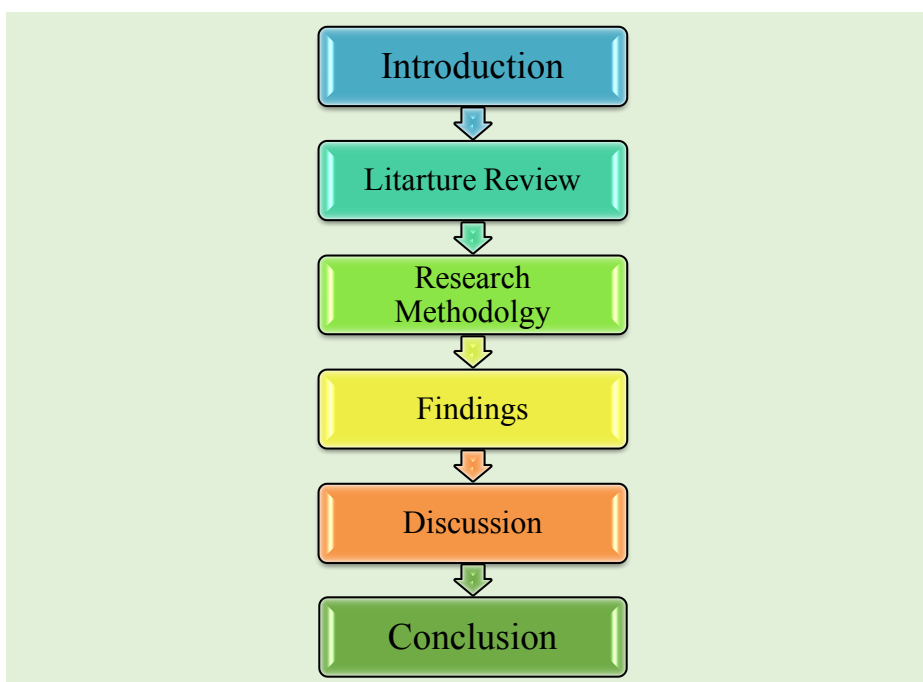 Introduction
Litarture Review
Research
Methodolgy
Findings
Discussion
Conclusion